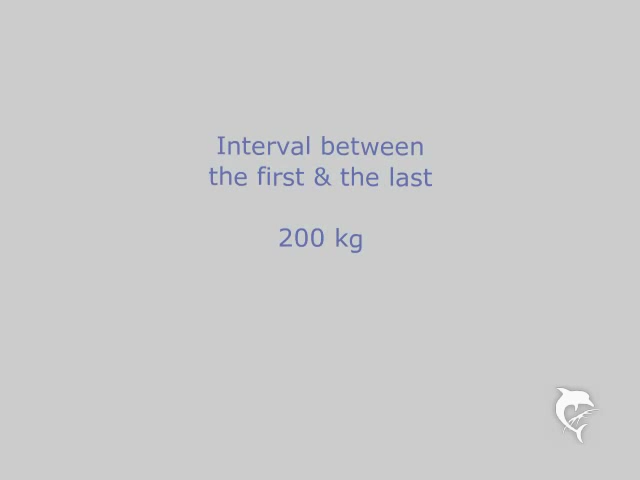 Interval between
the first & the last
200 kg